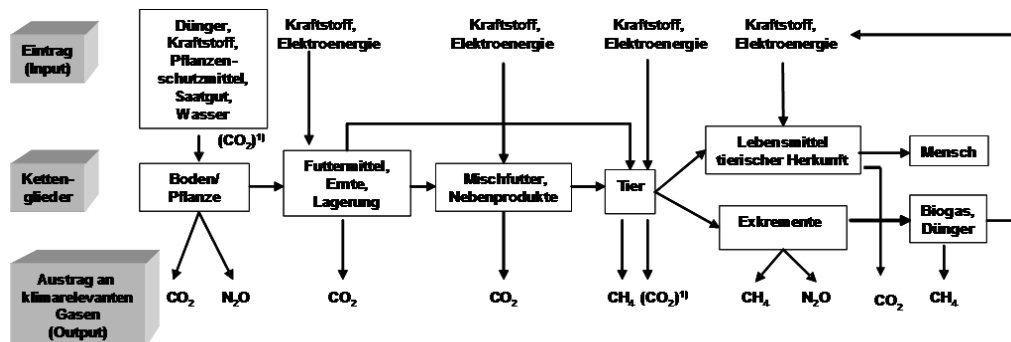 Eintrag
(Input)
Dünger,
Kraftstoff,
Pflanzen-
schutzmittel,
Saatgut,
Wasser
Kraftstoff,
Elektroenergie
Kraftstoff,
Elektroenergie
Kraftstoff,
Elektroenergie
Kraftstoff,
Elektroenergie
(CO₂)¹⁾
Ketten-
glieder
Boden/
Pflanze
Futtermittel,
Ernte,
Lagerung
Mischfutter,
Nebenprodukte
Tier
Lebensmittel
tierischer Herkunft
Mensch
Exkremente
Biogas,
Dünger
Austrag an
klimarelevanten
Gasen
(Output)
CO₂
N₂O
CO₂
CO₂
CH₄ (CO₂)¹⁾
CH₄
N₂O
CO₂
CH₄